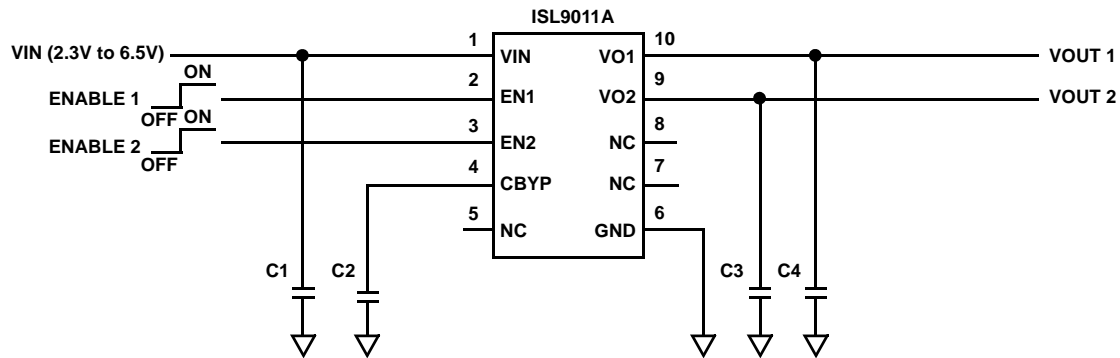 ISL9011A
VIN (2.3V to 6.5V)
1
VIN
VO1
10
VOUT 1
ON
ENABLE 1
OFF
2
EN1
VO2
9
VOUT 2
ON
ENABLE 2
OFF
3
EN2
NC
8
4
CBYP
NC
7
5
NC
GND
6
C1
C2
C3
C4